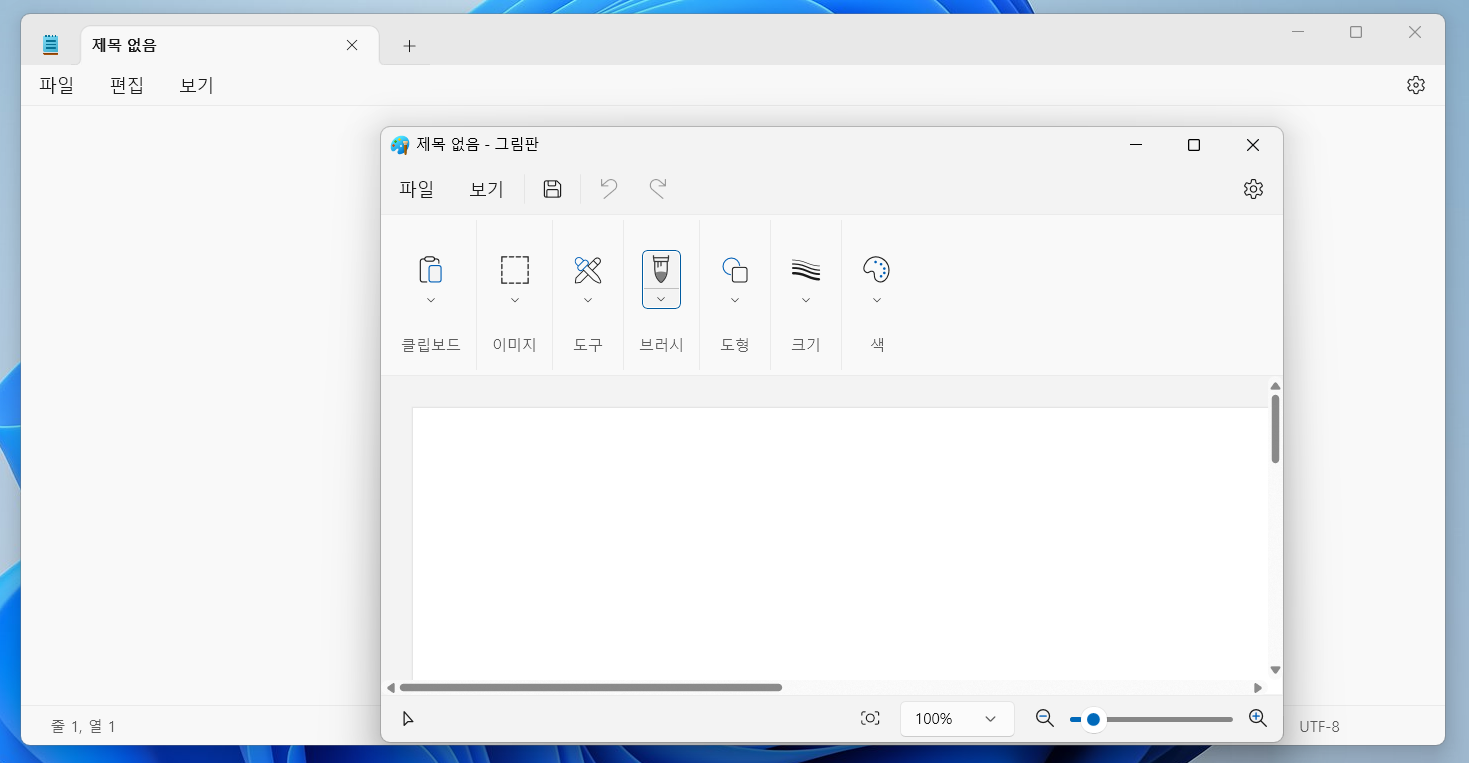 제목 없음
파일 편집 보기
제목 없음 - 그림판
파일 보기
클립보드 이미지 도구 브러시 도형 크기 색
100%
줄 1, 열 1
UTF-8